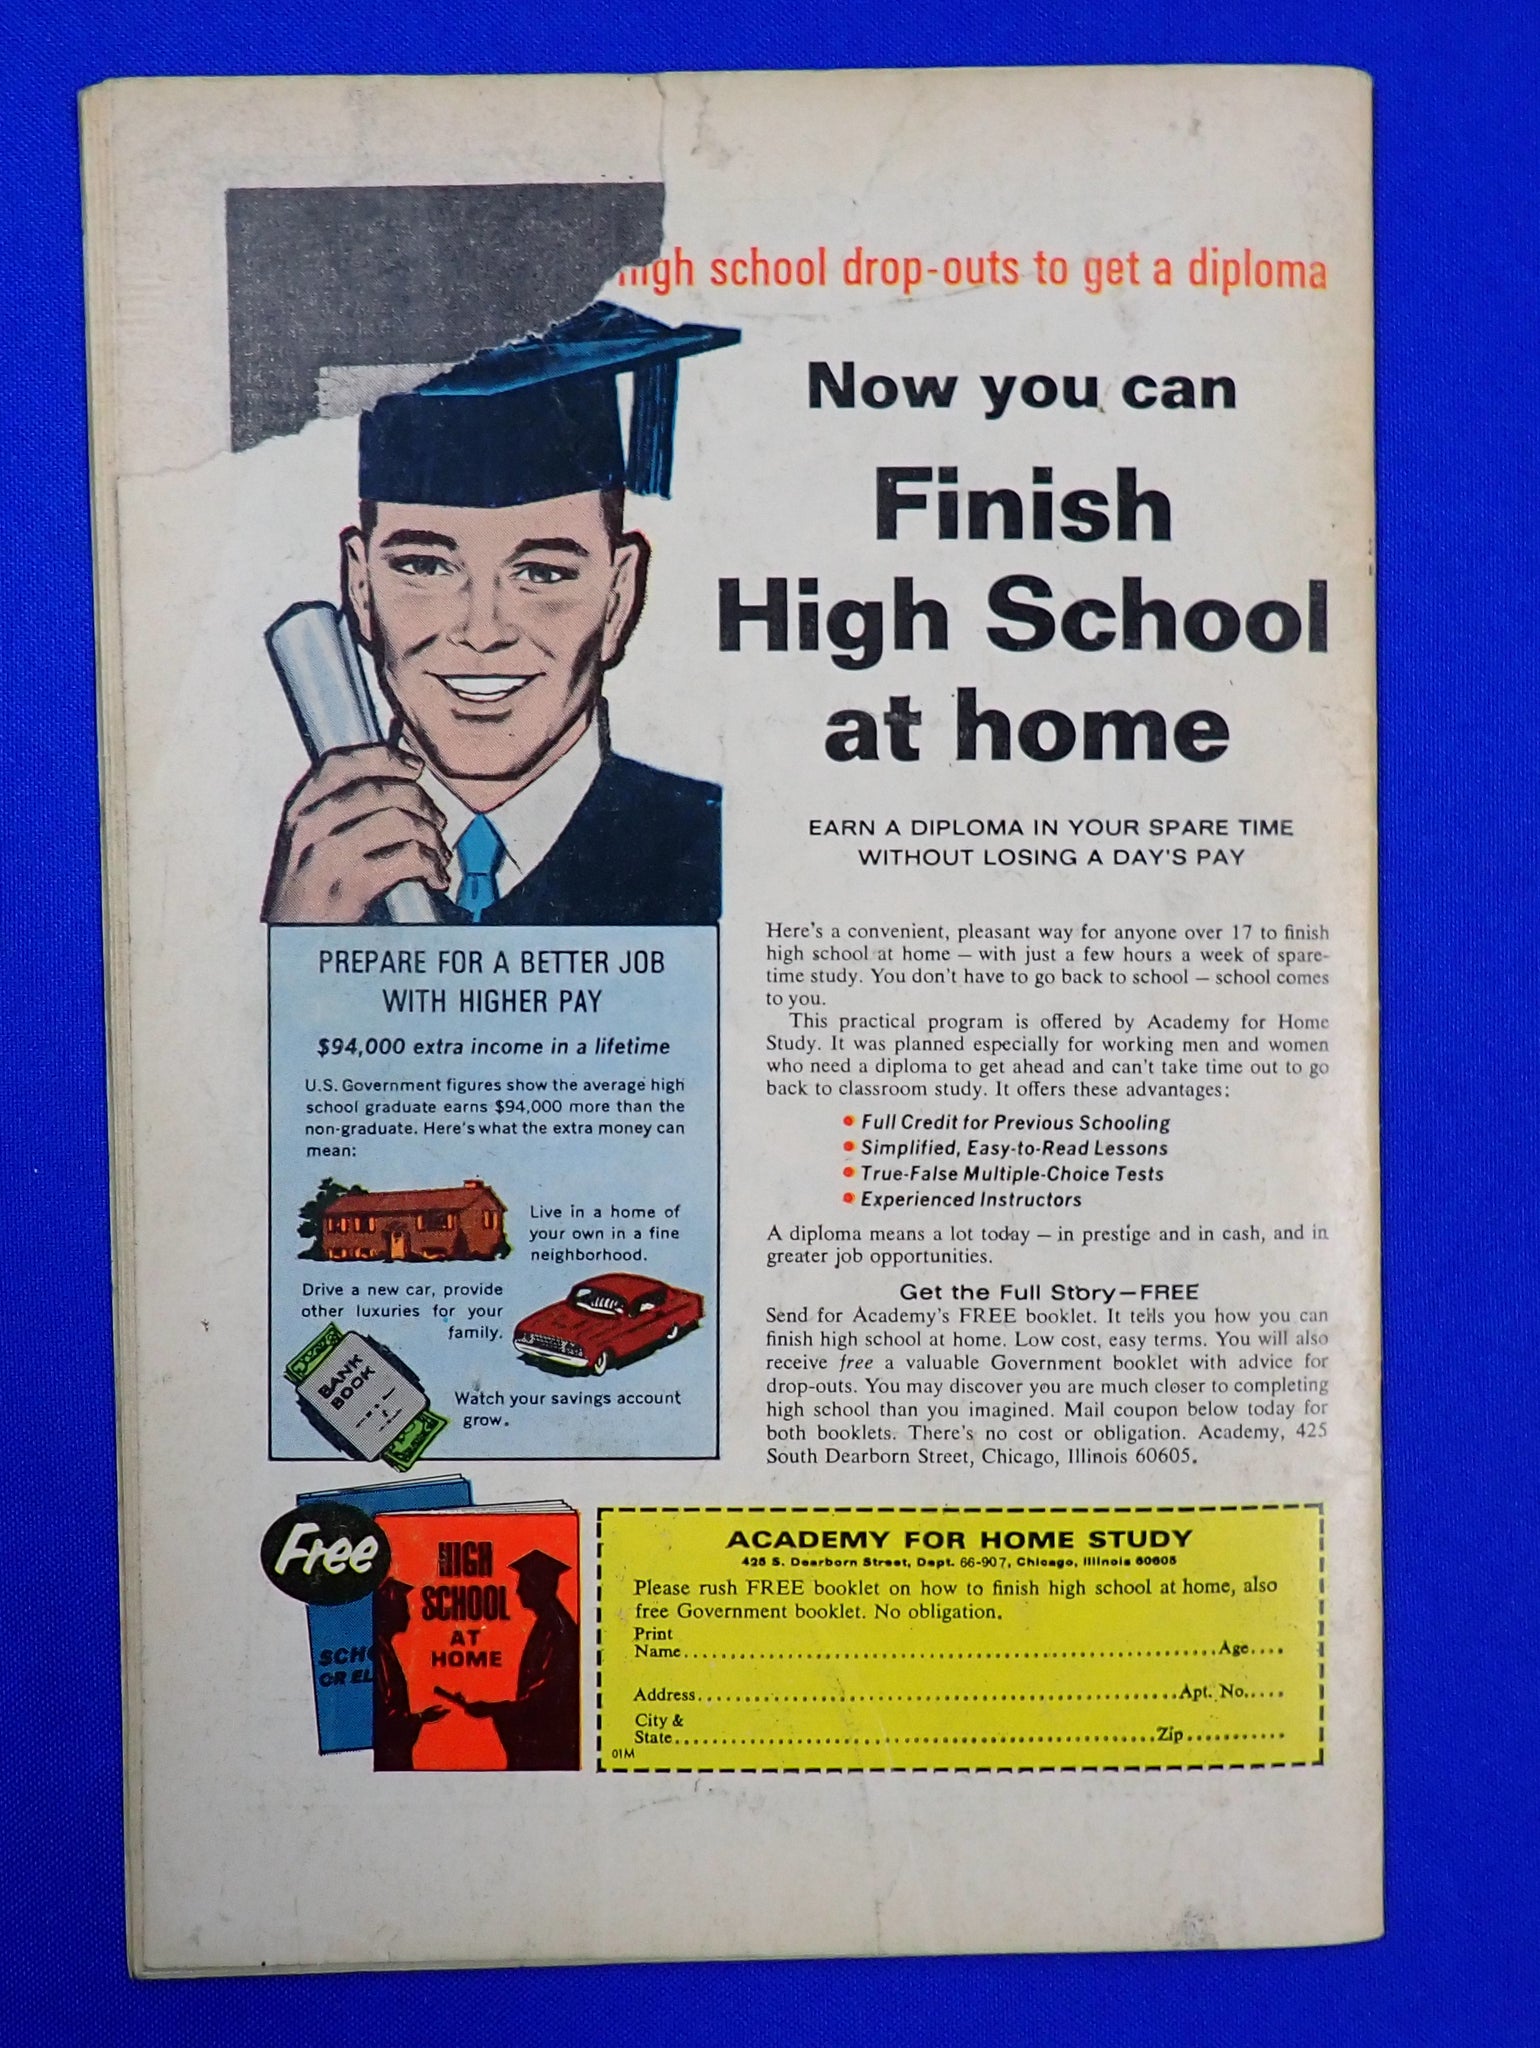 high school drop-outs to get a diploma
Now you can
Finish
High School
at home
EARN A DIPLOMA IN YOUR SPARE TIME
WITHOUT LOSING A DAY'S PAY
PREPARE FOR A BETTER JOB
WITH HIGHER PAY
$94,000 extra income in a lifetime
U.S. Government figures show the average high
school graduate earns $94,000 more than the
non-graduate. Here's what the extra money can
mean:
Live in a home of
your own in a fine
neighborhood.
Drive a new car, provide
other luxuries for your
family.
BANK
BOOK
Watch your savings account
grow.
Here's a convenient, pleasant way for anyone over 17 to finish
high school at home — with just a few hours a week of spare-
time study. You don't have to go back to school — school comes
to you.
This practical program is offered by Academy for Home
Study. It was planned especially for working men and women
who need a diploma to get ahead and can't take time out to go
back to classroom study. It offers these advantages:
• Full Credit for Previous Schooling
• Simplified, Easy-to-Read Lessons
• True-False Multiple-Choice Tests
• Experienced Instructors
A diploma means a lot today — in prestige and in cash, and in
greater job opportunities.
Get the Full Story—FREE
Send for Academy's FREE booklet. It tells you how you can
finish high school at home. Low cost, easy terms. You will also
receive free a valuable Government booklet with advice for
drop-outs. You may discover you are much closer to completing
high school than you imagined. Mail coupon below today for
both booklets. There's no cost or obligation. Academy, 425
South Dearborn Street, Chicago, Illinois 60605.
Free
HIGH
SCHOOL
AT
HOME
SCHO
OR EL
ACADEMY FOR HOME STUDY
425 S. Dearborn Street, Dept. 66-907, Chicago, Illinois 60605
Please rush FREE booklet on how to finish high school at home, also
free Government booklet. No obligation.
Print
Name..........Age....
Address..........Apt. No.....
City &
State..........Zip...........
01M